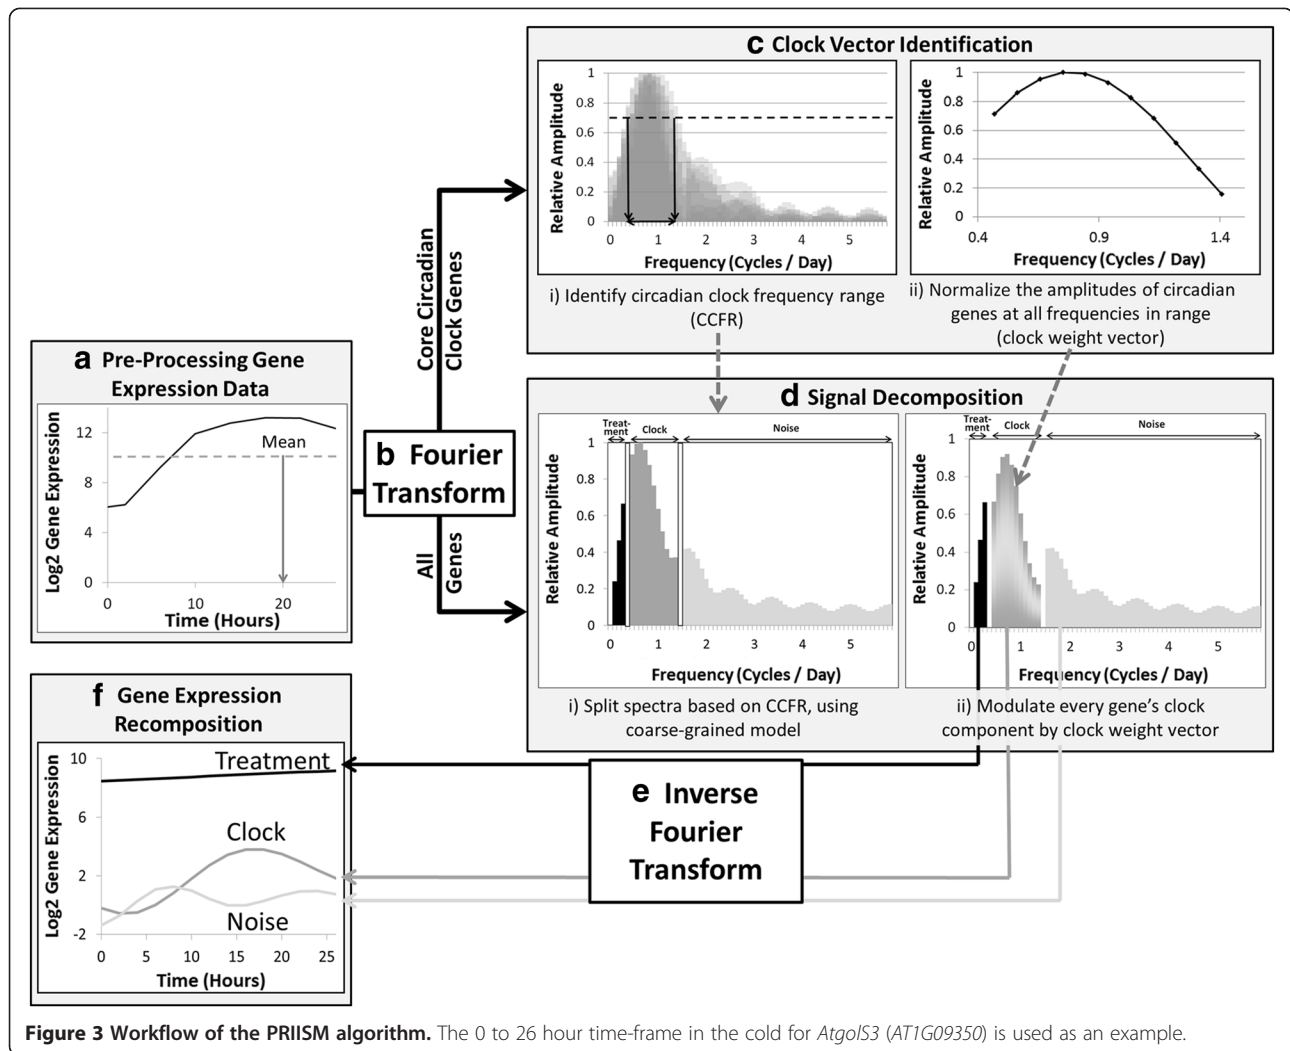 c Clock Vector Identification
Relative Amplitude
1
0.8
0.6
0.4
0.2
0
0 1 2 3 4 5
Frequency (Cycles / Day)
i) Identify circadian clock frequency range
(CCFR)
Relative Amplitude
1
0.8
0.6
0.4
0.2
0
0.4 0.9 1.4
Frequency (Cycles / Day)
ii) Normalize the amplitudes of circadian
genes at all frequencies in range
(clock weight vector)
Core Circadian
Clock Genes
a Pre-Processing Gene
Expression Data
Log2 Gene Expression
12
8
4
0
Mean
0 10 20
Time (Hours)
b Fourier
Transform
All
Genes
d Signal Decomposition
Treat-
ment
Clock
Noise
Relative Amplitude
1
0.8
0.6
0.4
0.2
0
0 1 2 3 4 5
Frequency (Cycles / Day)
i) Split spectra based on CCFR, using
coarse-grained model
Treat-
ment
Clock
Noise
Relative Amplitude
1
0.8
0.6
0.4
0.2
0
0 1 2 3 4 5
Frequency (Cycles / Day)
ii) Modulate every gene's clock
component by clock weight vector
e Inverse
Fourier
Transform
f Gene Expression
Recomposition
Log2 Gene Expression
10
6
2
-2
Treatment
Clock
Noise
0 5 10 15 20 25
Time (Hours)
Figure 3 Workflow of the PRIISM algorithm. The 0 to 26 hour time-frame in the cold for AtgolS3 (AT1G09350) is used as an example.